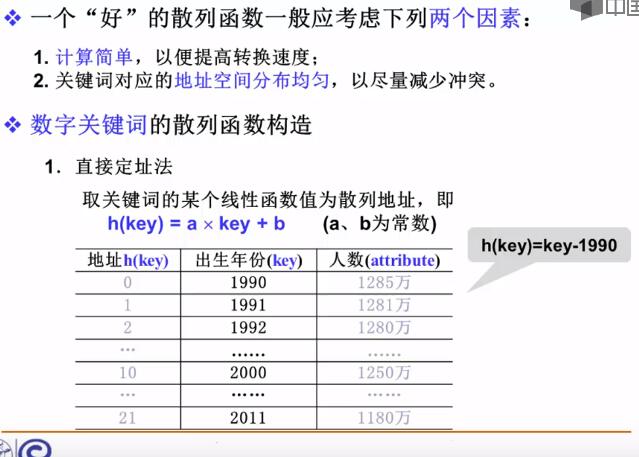 中国
❖ 一个“好”的散列函数一般应考虑下列两个因素：
1. 计算简单，以便提高转换速度；
2. 关键词对应的地址空间分布均匀，以尽量减少冲突。
❖ 数字关键词的散列函数构造
1. 直接定址法
取关键词的某个线性函数值为散列地址，即
h(key) = a × key + b (a、b为常数)
h(key)=key-1990
地址h(key) 出生年份(key) 人数(attribute)
0 1990 1285万
1 1991 1281万
2 1992 1280万
… …… ……
10 2000 1250万
… …… ……
21 2011 1180万